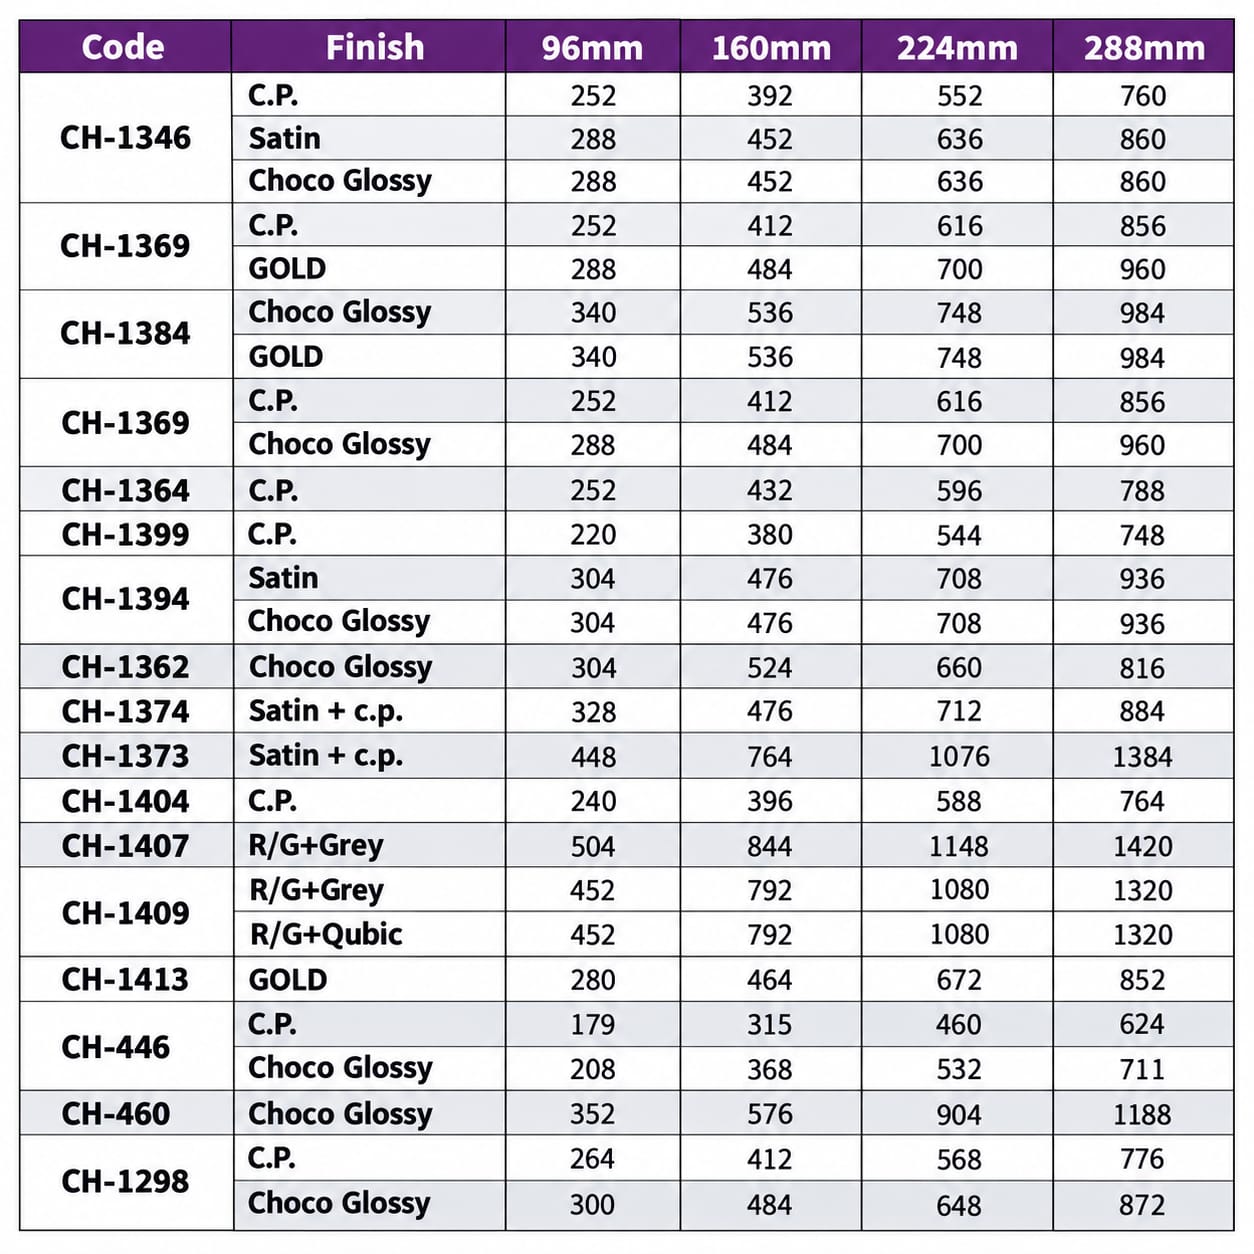 Code Finish 96mm 160mm 224mm 288mm
CH-1346 C.P. 252 392 552 760
Satin 288 452 636 860
Choco Glossy 288 452 636 860
CH-1369 C.P. 252 412 616 856
GOLD 288 484 700 960
CH-1384 Choco Glossy 340 536 748 984
GOLD 340 536 748 984
CH-1369 C.P. 252 412 616 856
Choco Glossy 288 484 700 960
CH-1364 C.P. 252 432 596 788
CH-1399 C.P. 220 380 544 748
CH-1394 Satin 304 476 708 936
Choco Glossy 304 476 708 936
CH-1362 Choco Glossy 304 524 660 816
CH-1374 Satin + c.p. 328 476 712 884
CH-1373 Satin + c.p. 448 764 1076 1384
CH-1404 C.P. 240 396 588 764
CH-1407 R/G+Grey 504 844 1148 1420
CH-1409 R/G+Grey 452 792 1080 1320
R/G+Qubic 452 792 1080 1320
CH-1413 GOLD 280 464 672 852
CH-446 C.P. 179 315 460 624
Choco Glossy 208 368 532 711
CH-460 Choco Glossy 352 576 904 1188
CH-1298 C.P. 264 412 568 776
Choco Glossy 300 484 648 872